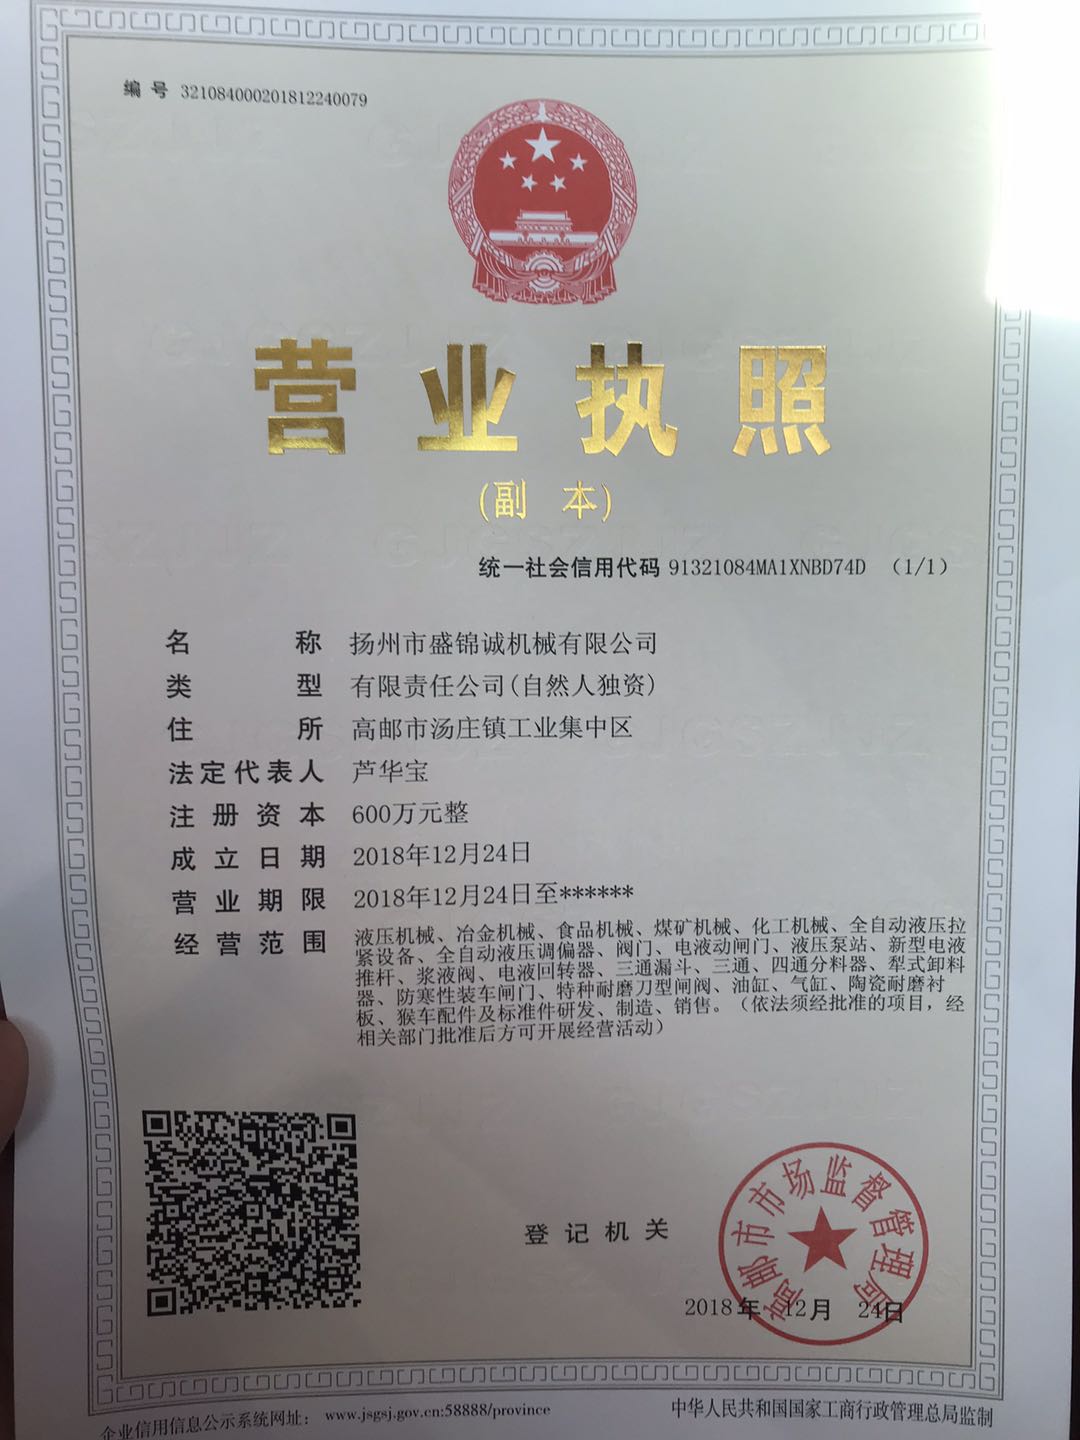 编 号 321084000201812240079
营业执照
(副 本)
统一社会信用代码 91321084MA1XNBD74D (1/1)
名 称 扬州市盛锦诚机械有限公司
类 型 有限责任公司(自然人独资)
住 所 高邮市汤庄镇工业集中区
法定代表人 芦华宝
注册资本 600万元整
成立日期 2018年12月24日
营业期限 2018年12月24日至******
经营范围 液压机械、冶金机械、食品机械、煤矿机械、化工机械、全自动液压拉
紧设备、全自动液压调偏器、阀门、电液动闸门、液压泵站、新型电液
推杆、浆液阀、电液回转器、三通漏斗、三通、四通分料器、犁式卸料
器、防寒性装车闸门、特种耐磨刀型闸阀、油缸、气缸、陶瓷耐磨衬
板、猴车配件及标准件研发、制造、销售。（依法须经批准的项目，经
相关部门批准后方可开展经营活动）
登记机关
高邮市市场监督管理局
2018年 12月 24日
企业信用信息公示系统网址： www.jsgsj.gov.cn:58888/province
中华人民共和国国家工商行政管理总局监制